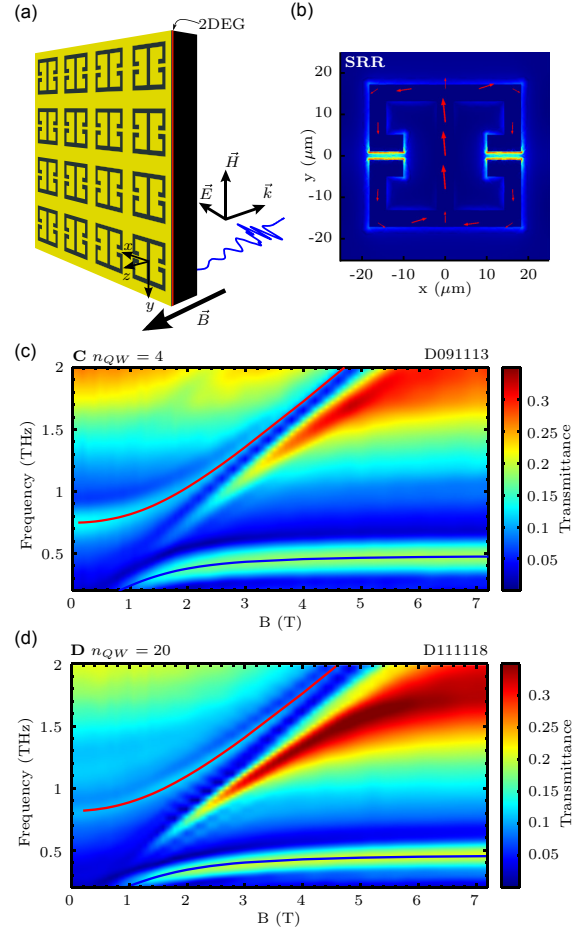 (a)
2DEG
H
E
k
x
z
y
B
(b)
SRR
20
10
0
-10
-20
y (μm)
-20 -10 0 10 20
x (μm)
(c)
C n_QW = 4
D091113
2
1.5
1
0.5
Frequency (THz)
0 1 2 3 4 5 6 7
B (T)
0.3
0.25
0.2
0.15
0.1
0.05
Transmittance
(d)
D n_QW = 20
D111118
2
1.5
1
0.5
Frequency (THz)
0 1 2 3 4 5 6 7
B (T)
0.3
0.25
0.2
0.15
0.1
0.05
Transmittance